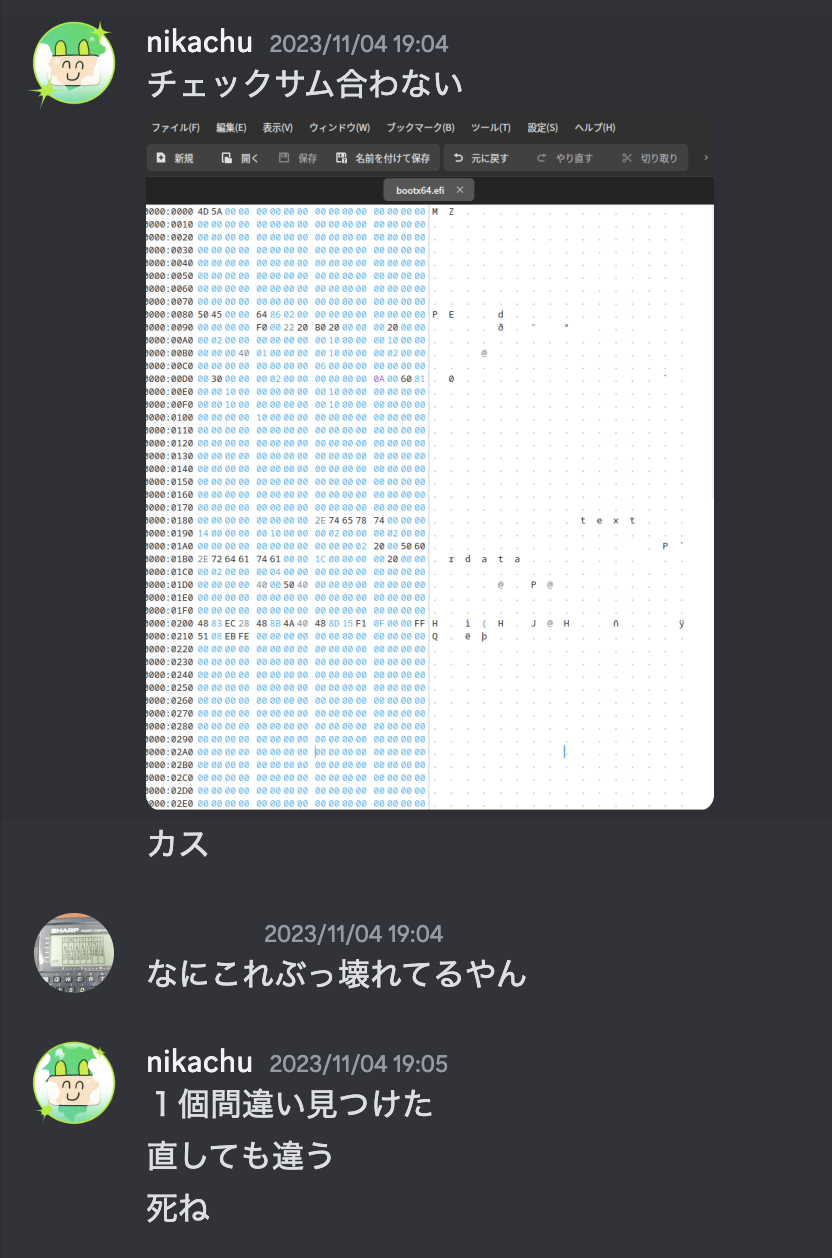 nikachu 2023/11/04 19:04
チェックサム合わない
ファイル(F) 編集(E) 表示(V) ウィンドウ(W) ブックマーク(B) ツール(T) 設定(S) ヘルプ(H)
新規 開く 保存 名前を付けて保存 元に戻す やり直す 切り取り
bootx64.efi
0000:0000 4D 5A 00 00 00 00 00 00 00 00 00 00 00 00 00 00 M Z
0000:0010 00 00 00 00 00 00 00 00 00 00 00 00 00 00 00 00
0000:0020 00 00 00 00 00 00 00 00 00 00 00 00 00 00 00 00
0000:0030 00 00 00 00 00 00 00 00 00 00 00 00 00 00 00 00
0000:0040 00 00 00 00 00 00 00 00 00 00 00 00 00 00 00 00
0000:0050 00 00 00 00 00 00 00 00 00 00 00 00 00 00 00 00
0000:0060 00 00 00 00 00 00 00 00 00 00 00 00 00 00 00 00
0000:0070 00 00 00 00 00 00 00 00 00 00 00 00 00 00 00 00
0000:0080 50 45 00 00 64 86 02 00 00 00 00 00 00 00 00 00 P E d
0000:0090 00 00 00 00 F0 00 22 20 B0 20 00 00 00 20 00 00 ð " °
0000:00A0 00 02 00 00 00 00 00 00 00 10 00 00 00 10 00 00
0000:00B0 00 00 00 40 01 00 00 00 00 10 00 00 00 02 00 00 @
0000:00C0 00 00 00 00 00 00 00 00 00 06 00 00 00 00 00 00
0000:00D0 00 30 00 00 00 02 00 00 00 00 00 00 0A 00 60 81 0 `
0000:00E0 00 10 00 00 00 00 00 00 00 10 00 00 00 00 00 00
0000:00F0 00 10 00 00 00 00 00 00 00 10 00 00 00 00 00 00
0000:0100 00 00 00 00 10 00 00 00 00 00 00 00 00 00 00 00
0000:0110 00 00 00 00 00 00 00 00 00 00 00 00 00 00 00 00
0000:0120 00 00 00 00 00 00 00 00 00 00 00 00 00 00 00 00
0000:0130 00 00 00 00 00 00 00 00 00 00 00 00 00 00 00 00
0000:0140 00 00 00 00 00 00 00 00 00 00 00 00 00 00 00 00
0000:0150 00 00 00 00 00 00 00 00 00 00 00 00 00 00 00 00
0000:0160 00 00 00 00 00 00 00 00 00 00 00 00 00 00 00 00
0000:0170 00 00 00 00 00 00 00 00 00 00 00 00 00 00 00 00
0000:0180 00 00 00 00 00 00 00 00 2E 74 65 78 74 00 00 00 t e x t
0000:0190 14 00 00 00 00 10 00 00 00 02 00 00 00 02 00 00
0000:01A0 00 00 00 00 00 00 00 00 00 00 00 02 20 00 50 60 P `
0000:01B0 2E 72 64 61 74 61 00 00 1C 00 00 00 00 20 00 00 . r d a t a
0000:01C0 00 02 00 00 00 04 00 00 00 00 00 00 00 00 00 00
0000:01D0 00 00 00 00 40 00 50 40 00 00 00 00 00 00 00 00 @ P @
0000:01E0 00 00 00 00 00 00 00 00 00 00 00 00 00 00 00 00
0000:01F0 00 00 00 00 00 00 00 00 00 00 00 00 00 00 00 00
0000:0200 48 83 EC 28 48 8B 4A 40 48 8D 15 F1 0F 00 00 FF H ì ( H J @ H ñ ÿ
0000:0210 51 08 EB FE 00 00 00 00 00 00 00 00 00 00 00 00 Q ë þ
0000:0220 00 00 00 00 00 00 00 00 00 00 00 00 00 00 00 00
0000:0230 00 00 00 00 00 00 00 00 00 00 00 00 00 00 00 00
0000:0240 00 00 00 00 00 00 00 00 00 00 00 00 00 00 00 00
0000:0250 00 00 00 00 00 00 00 00 00 00 00 00 00 00 00 00
0000:0260 00 00 00 00 00 00 00 00 00 00 00 00 00 00 00 00
0000:0270 00 00 00 00 00 00 00 00 00 00 00 00 00 00 00 00
0000:0280 00 00 00 00 00 00 00 00 00 00 00 00 00 00 00 00
0000:0290 00 00 00 00 00 00 00 00 00 00 00 00 00 00 00 00
0000:02A0 00 00 00 00 00 00 00 00 00 00 00 00 00 00 00 00
0000:02B0 00 00 00 00 00 00 00 00 00 00 00 00 00 00 00 00
0000:02C0 00 00 00 00 00 00 00 00 00 00 00 00 00 00 00 00
0000:02D0 00 00 00 00 00 00 00 00 00 00 00 00 00 00 00 00
0000:02E0 00 00 00 00 00 00 00 00 00 00 00 00 00 00 00 00
カス
SHARP
2023/11/04 19:04
なにこれぶっ壊れてるやん
nikachu 2023/11/04 19:05
１個間違い見つけた
直しても違う
死ね